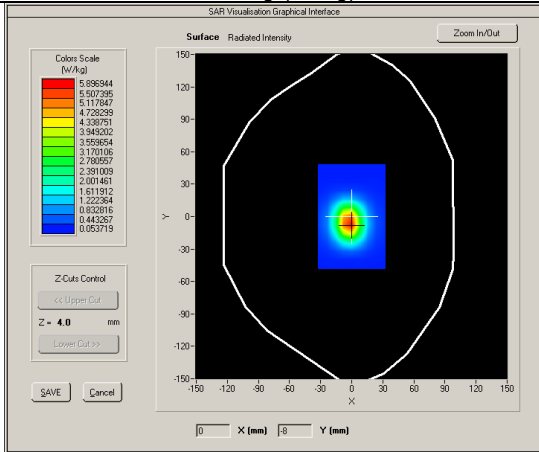 SAR Visualisation Graphical Interface
Surface Radiated Intensity
Zoom In/Out
Colors Scale
(W/kg)
5.896944
5.507395
5.117847
4.728299
4.338751
3.949202
3.559654
3.170106
2.780557
2.391009
2.001461
1.611912
1.222364
0.832816
0.443267
0.053719
Z-Cuts Control
<< Upper Cut
Z = 4.0 mm
Lower Cut >>
SAVE Cancel
150
120
90
60
30
0
-30
-60
-90
-120
-150
Y
-150 -120 -90 -60 -30 0 30 60 90 120 150
X
0 X (mm) -8 Y (mm)